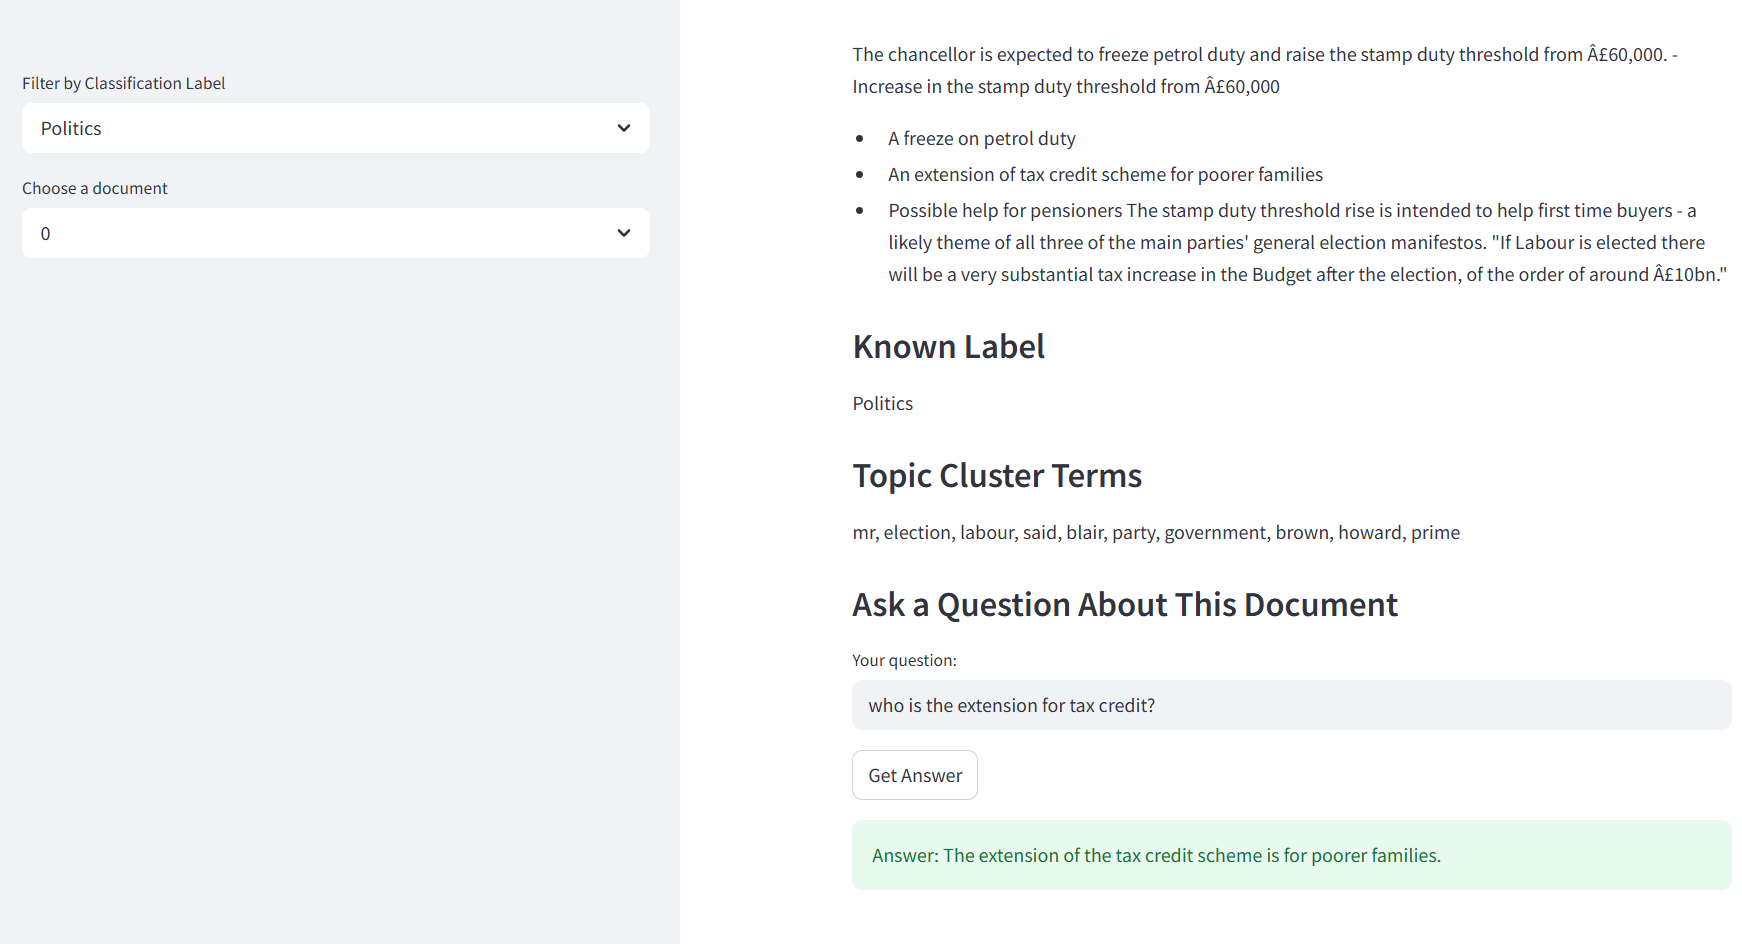 Filter by Classification Label
Politics
Choose a document
0
The chancellor is expected to freeze petrol duty and raise the stamp duty threshold from Â£60,000. -
Increase in the stamp duty threshold from Â£60,000
• A freeze on petrol duty
• An extension of tax credit scheme for poorer families
• Possible help for pensioners The stamp duty threshold rise is intended to help first time buyers - a
likely theme of all three of the main parties' general election manifestos. "If Labour is elected there
will be a very substantial tax increase in the Budget after the election, of the order of around Â£10bn."
Known Label
Politics
Topic Cluster Terms
mr, election, labour, said, blair, party, government, brown, howard, prime
Ask a Question About This Document
Your question:
who is the extension for tax credit?
Get Answer
Answer: The extension of the tax credit scheme is for poorer families.